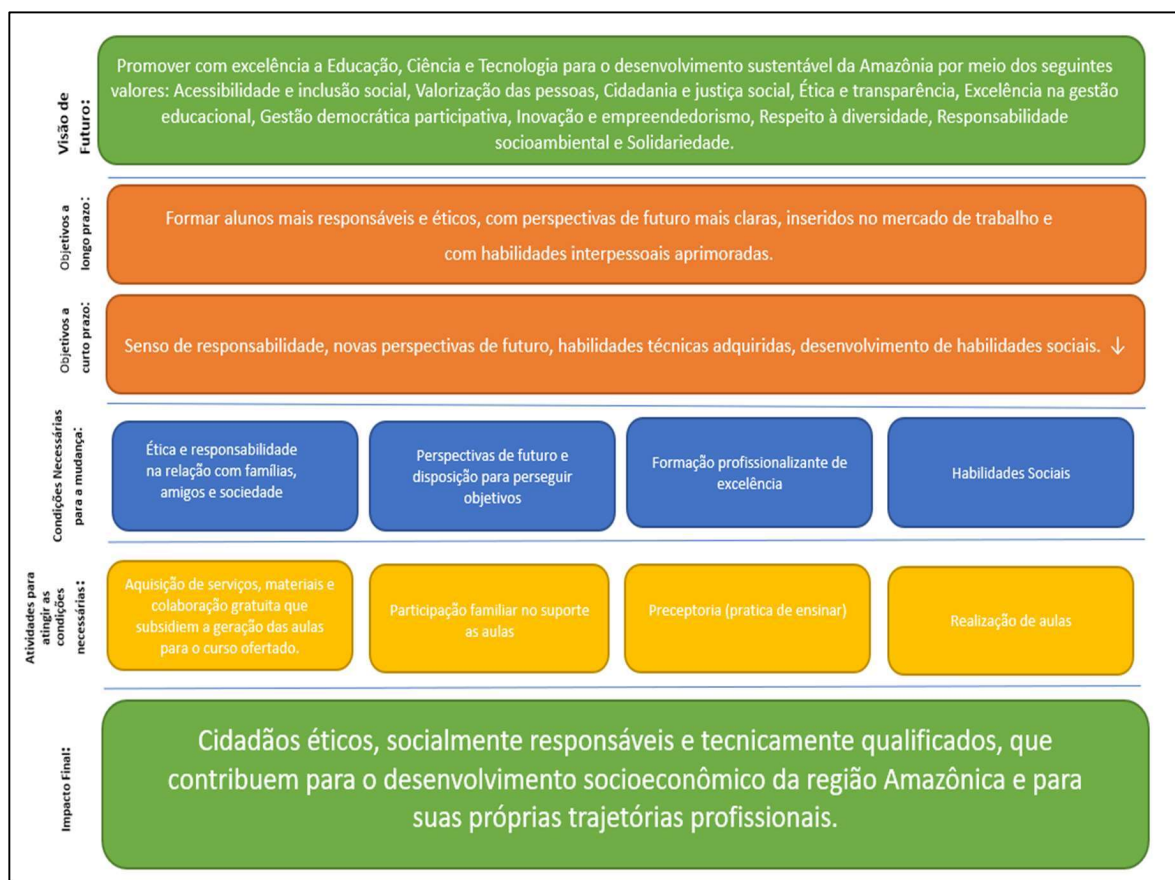 Visão de
Futuro:
Promover com excelência a Educação, Ciência e Tecnologia para o desenvolvimento sustentável da Amazônia por meio dos seguintes
valores: Acessibilidade e inclusão social, Valorização das pessoas, Cidadania e justiça social, Ética e transparência, Excelência na gestão
educacional, Gestão democrática participativa, Inovação e empreendedorismo, Respeito à diversidade, Responsabilidade
socioambiental e Solidariedade.
Objetivos a
longo prazo:
Formar alunos mais responsáveis e éticos, com perspectivas de futuro mais claras, inseridos no mercado de trabalho e
com habilidades interpessoais aprimoradas.
Objetivos a
curto prazo:
Senso de responsabilidade, novas perspectivas de futuro, habilidades técnicas adquiridas, desenvolvimento de habilidades sociais. ↓
Condições Necessárias
para a mudança:
Ética e responsabilidade
na relação com famílias,
amigos e sociedade
Perspectivas de futuro e
disposição para perseguir
objetivos
Formação profissionalizante de
excelência
Habilidades Sociais
Atividades para
atingir as
condições
necessárias:
Aquisição de serviços, materiais e
colaboração gratuita que
subsidiem a geração das aulas
para o curso ofertado.
Participação familiar no suporte
as aulas
Preceptoria (pratica de ensinar)
Realização de aulas
Impacto Final:
Cidadãos éticos, socialmente responsáveis e tecnicamente qualificados, que
contribuem para o desenvolvimento socioeconômico da região Amazônica e para
suas próprias trajetórias profissionais.